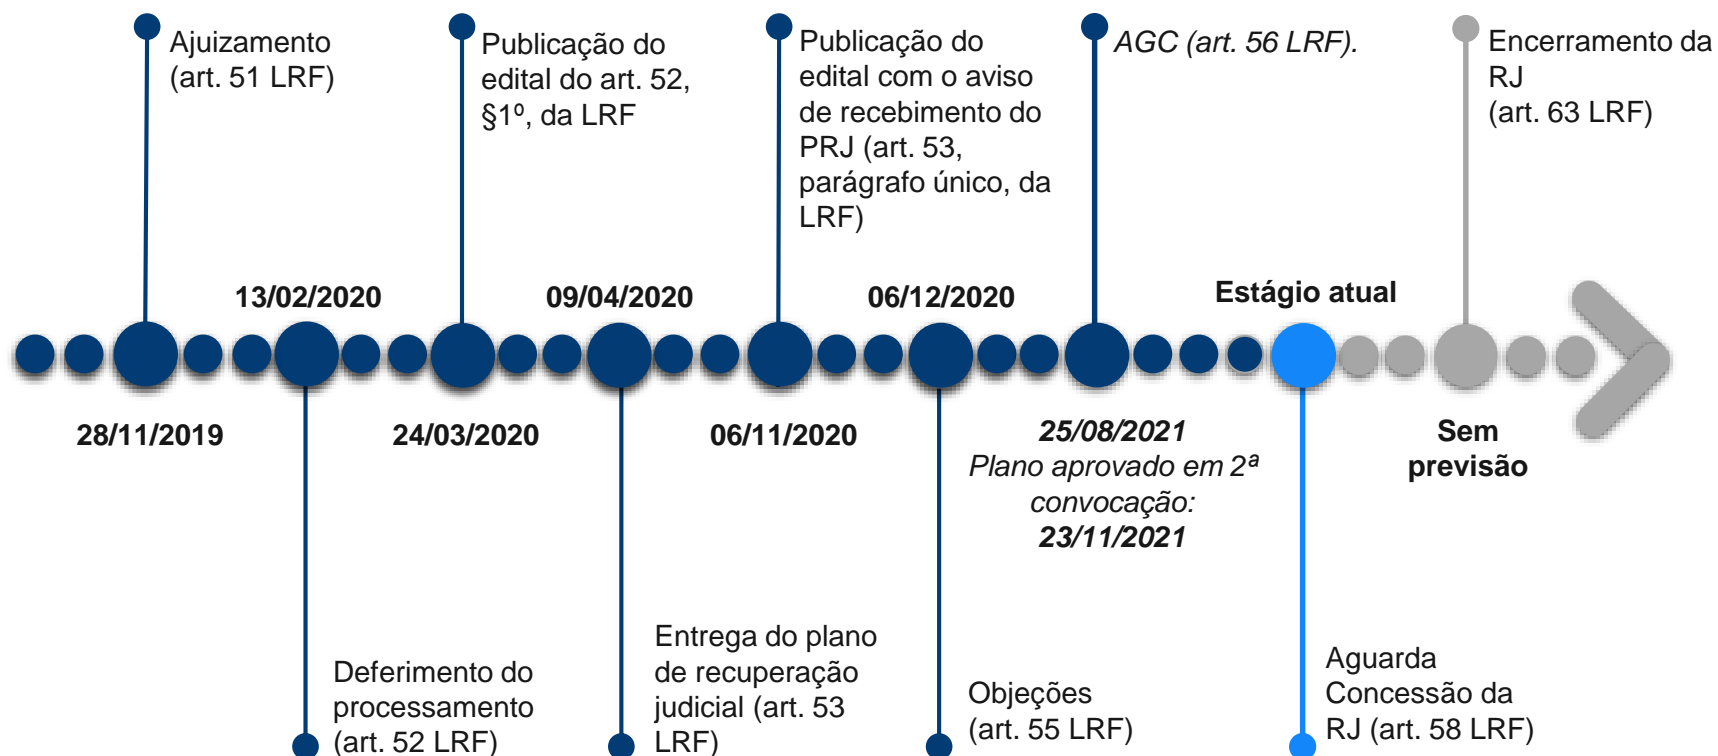 Ajuizamento
(art. 51 LRF)
Publicação do
edital do art. 52,
§1º, da LRF
Publicação do
edital com o aviso
de recebimento do
PRJ (art. 53,
parágrafo único, da
LRF)
AGC (art. 56 LRF).
Encerramento da
RJ
(art. 63 LRF)
13/02/2020
09/04/2020
06/12/2020
Estágio atual
28/11/2019
24/03/2020
06/11/2020
25/08/2021
Plano aprovado em 2ª
convocação:
23/11/2021
Sem
previsão
Deferimento do
processamento
(art. 52 LRF)
Entrega do plano
de recuperação
judicial (art. 53
LRF)
Objeções
(art. 55 LRF)
Aguarda
Concessão da
RJ (art. 58 LRF)